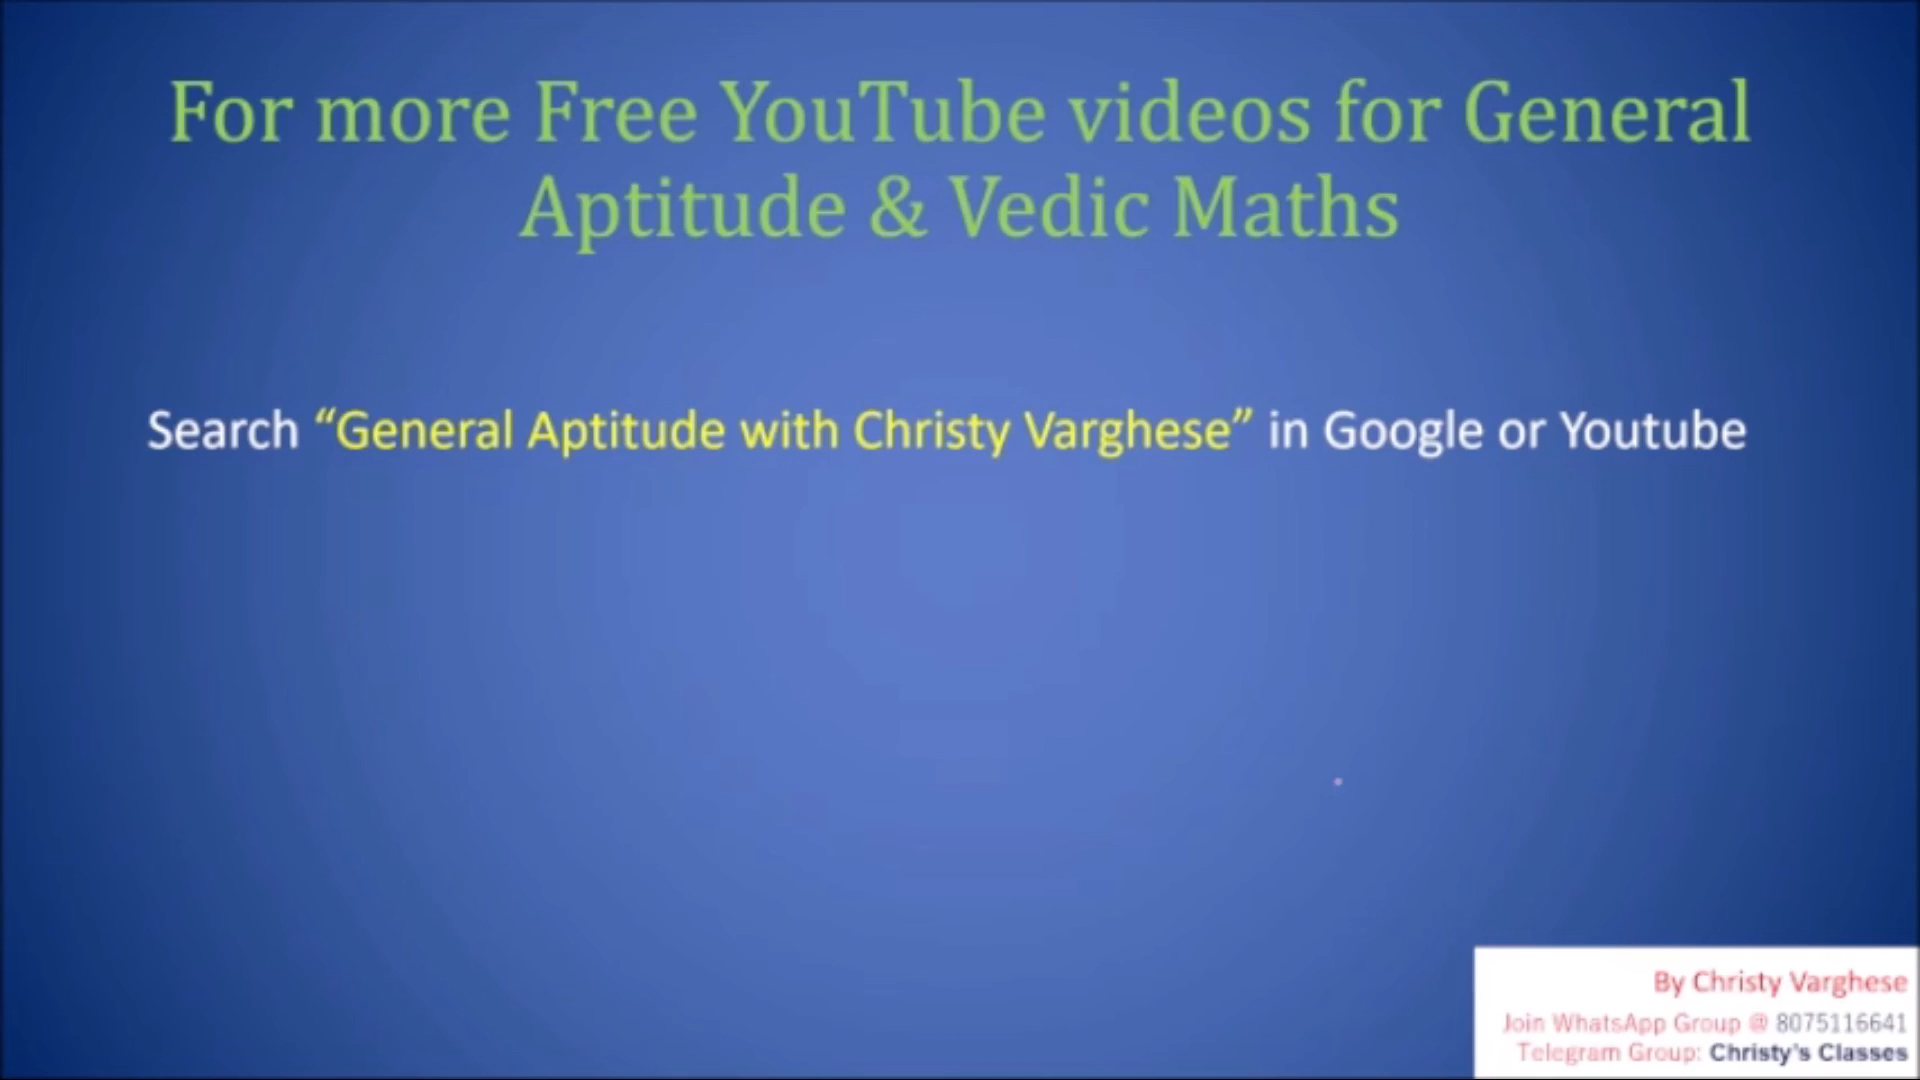 For more Free YouTube videos for General
Aptitude & Vedic Maths
Search “General Aptitude with Christy Varghese” in Google or Youtube
By Christy Varghese
Join WhatsApp Group @ 8075116641
Telegram Group: Christy's Classes